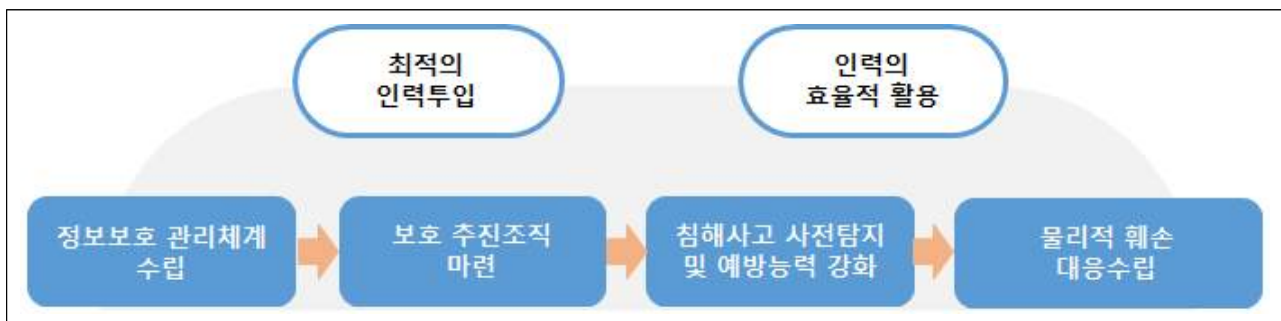 최적의
인력투입
인력의
효율적 활용
정보보호 관리체계
수립
보호 추진조직
마련
침해사고 사전탐지
및 예방능력 강화
물리적 훼손
대응수립